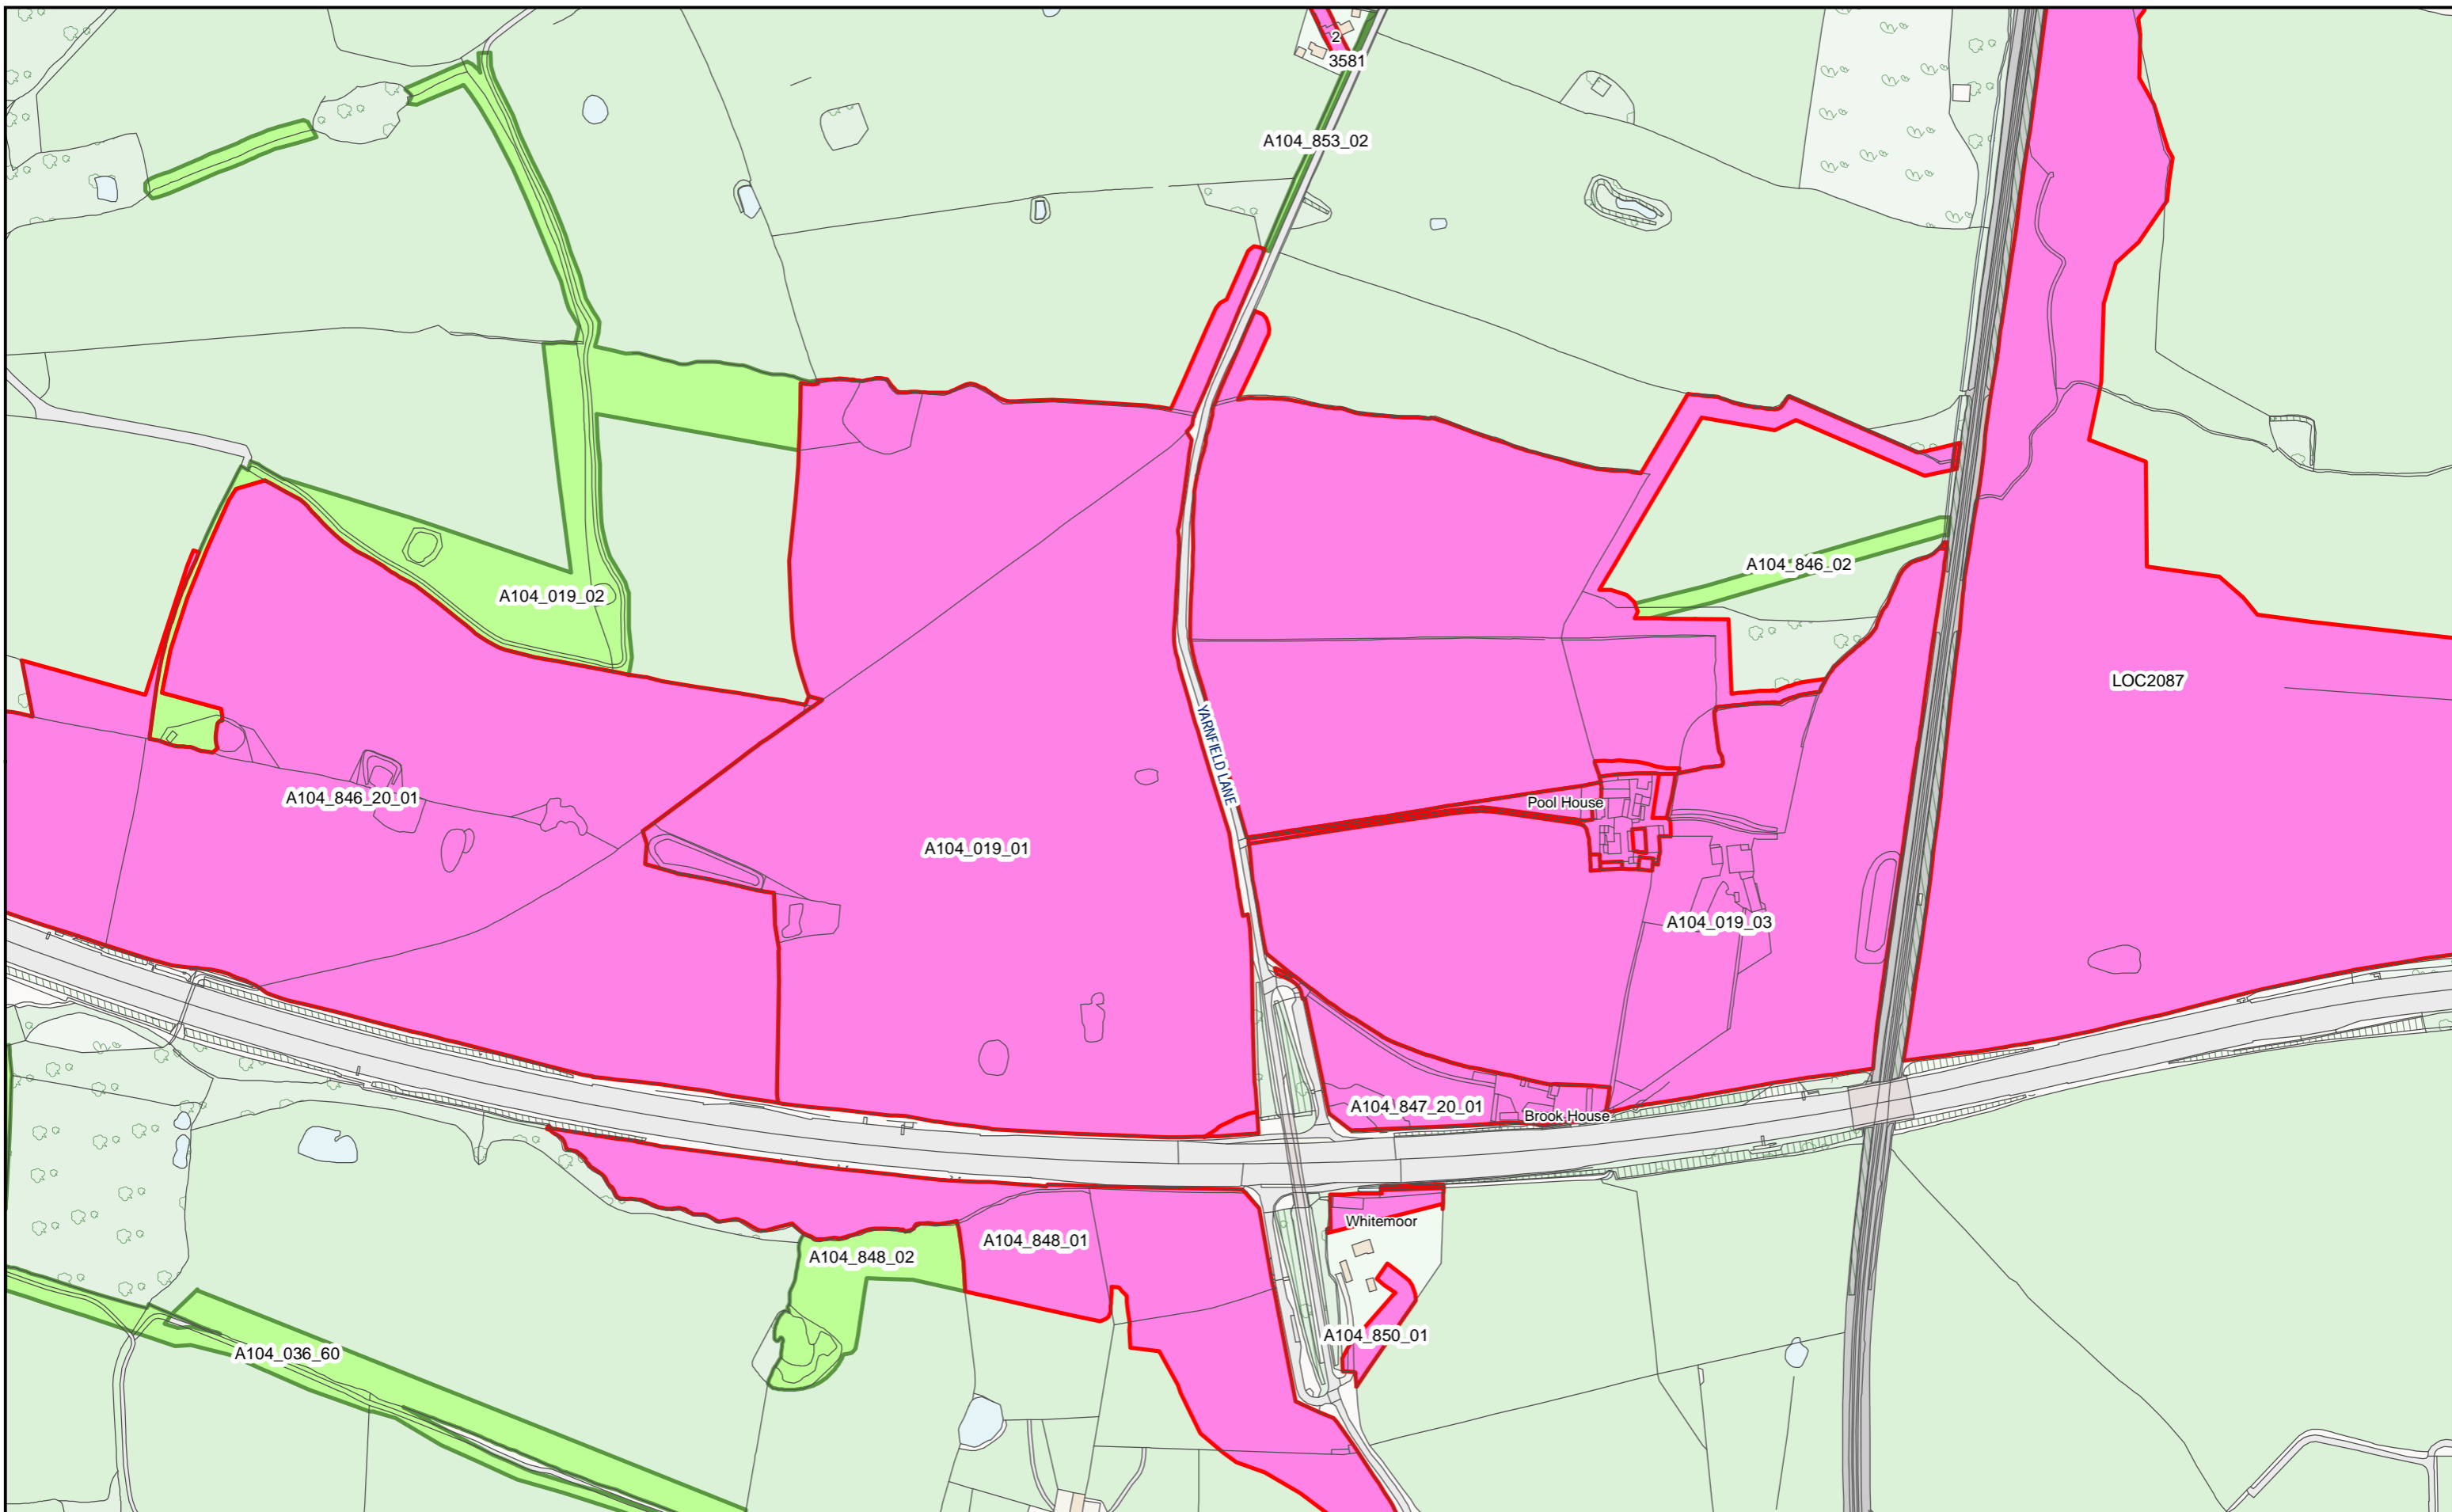 2
3581
A104_853_02
A104_846_02
A104_019_02
LOC2087
YARNFIELD LANE
A104_846_20_01
Pool House
A104_019_01
A104_019_03
A104_847_20_01
Brook House
Whitemoor
A104_848_01
A104_848_02
A104_850_01
A104_036_60